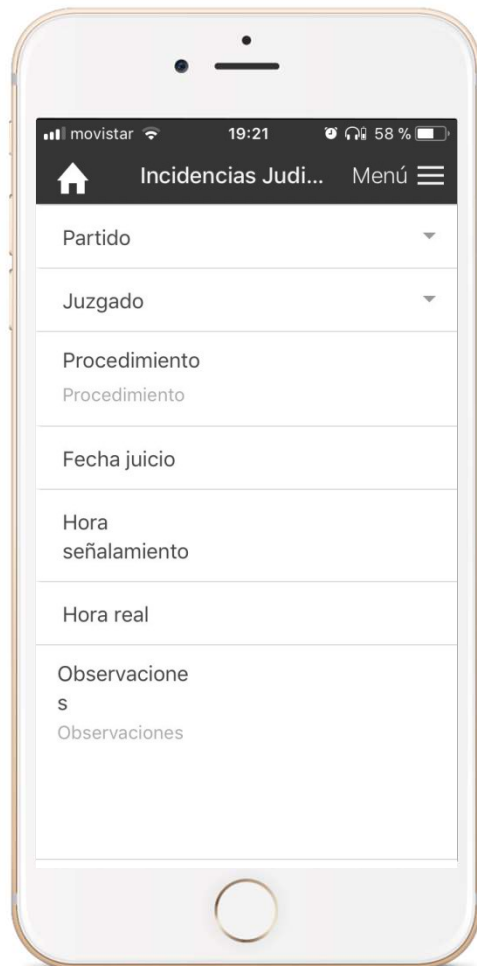 movistar 19:21 58 %
Incidencias Judi... Menú
Partido
Juzgado
Procedimiento
Procedimiento
Fecha juicio
Hora
señalamiento
Hora real
Observacione
s
Observaciones